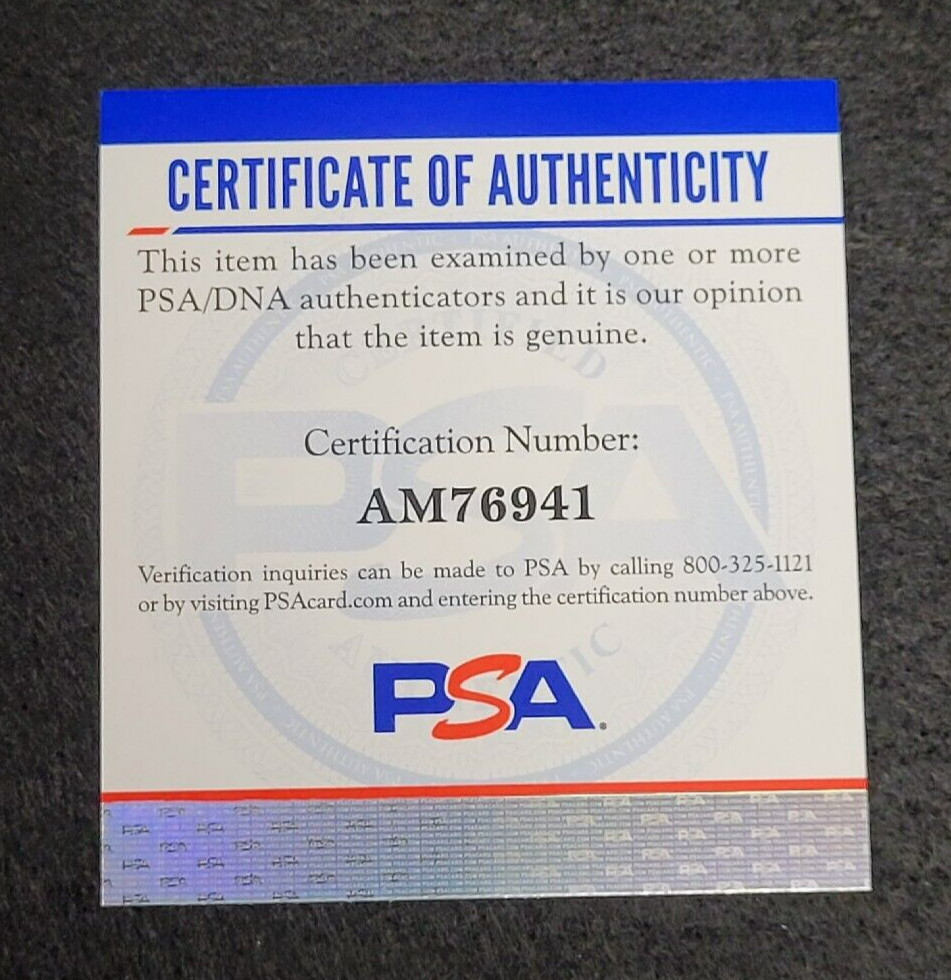 CERTIFICATE OF AUTHENTICITY
This item has been examined by one or more
PSA/DNA authenticators and it is our opinion
that the item is genuine.
Certification Number:
AM76941
Verification inquiries can be made to PSA by calling 800-325-1121
or by visiting PSAcard.com and entering the certification number above.
PSA